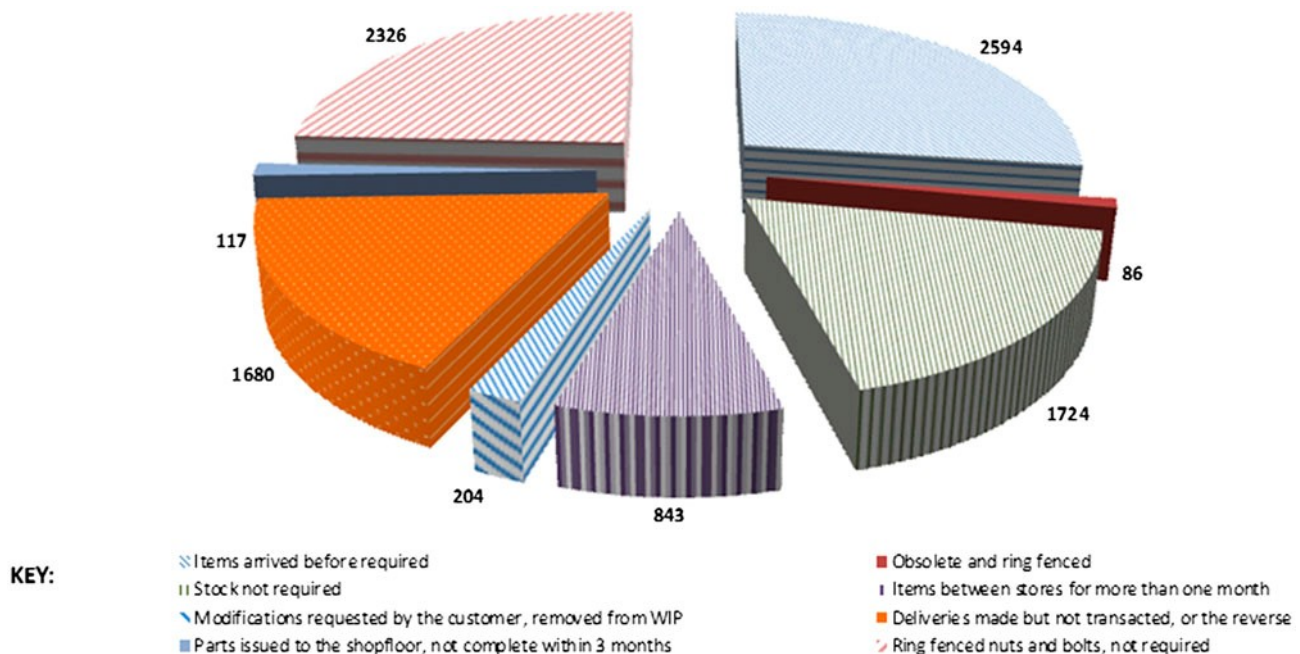 2326
2594
117
86
1680
1724
204
843
KEY:
Items arrived before required
Obsolete and ring fenced
Stock not required
Items between stores for more than one month
Modifications requested by the customer, removed from WIP
Deliveries made but not transacted, or the reverse
Parts issued to the shopfloor, not complete within 3 months
Ring fenced nuts and bolts, not required